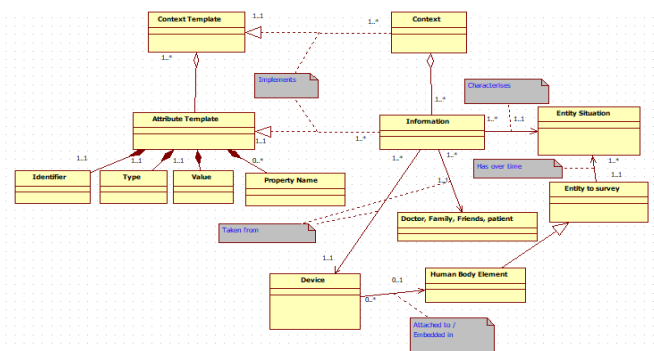 Context Template
1..1
1..*
Context
1..*
Implements
1..*
Characterises
Attribute Template
1..1
1..*
Information
1..*
1..1
Entity Situation
1..1
1..1
1..1
0..*
1..*
1..*
Has over time
1..*
1..1
Identifier
Type
Value
Property Name
1..1
Entity to survey
Taken from
Doctor, Family, Friends, patient
1..1
Device
0..*
0..1
Human Body Element
Attached to /
Embedded in